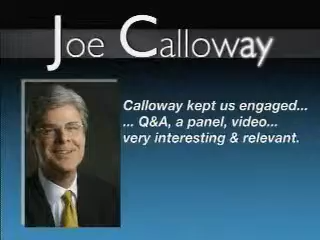 Joe Calloway
Calloway kept us engaged...
... Q&A, a panel, video...
very interesting & relevant.